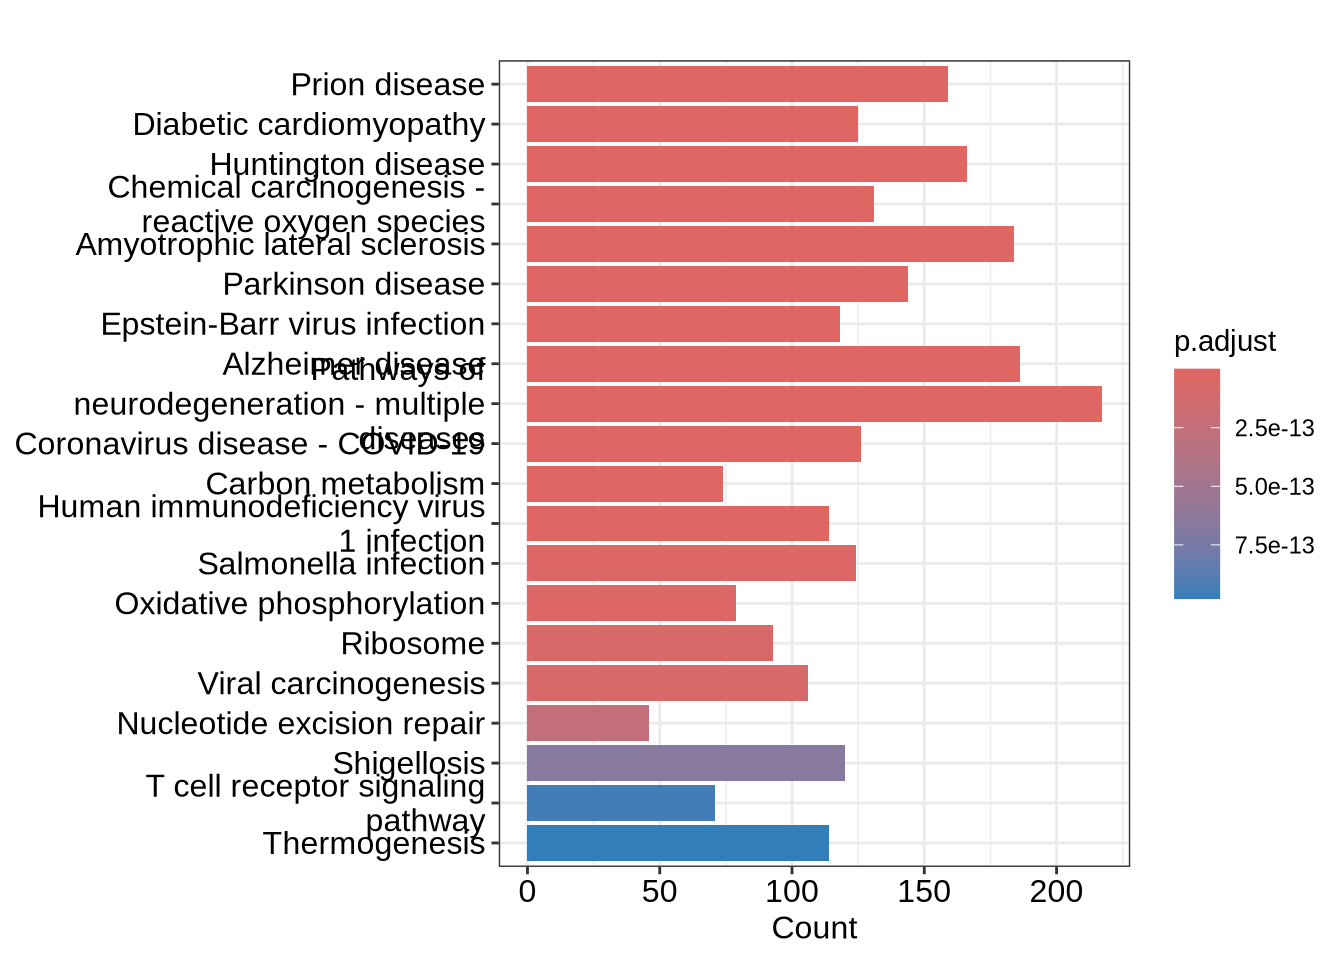 Prion disease
Diabetic cardiomyopathy
Huntington disease
Chemical carcinogenesis -
reactive oxygen species
Amyotrophic lateral sclerosis
Parkinson disease
Epstein-Barr virus infection
Alzheimer disease
Pathways of
neurodegeneration - multiple
diseases
Coronavirus disease - COVID-19
Carbon metabolism
Human immunodeficiency virus
1 infection
Salmonella infection
Oxidative phosphorylation
Ribosome
Viral carcinogenesis
Nucleotide excision repair
Shigellosis
T cell receptor signaling
pathway
Thermogenesis
0 50 100 150 200
Count
p.adjust
2.5e-13
5.0e-13
7.5e-13